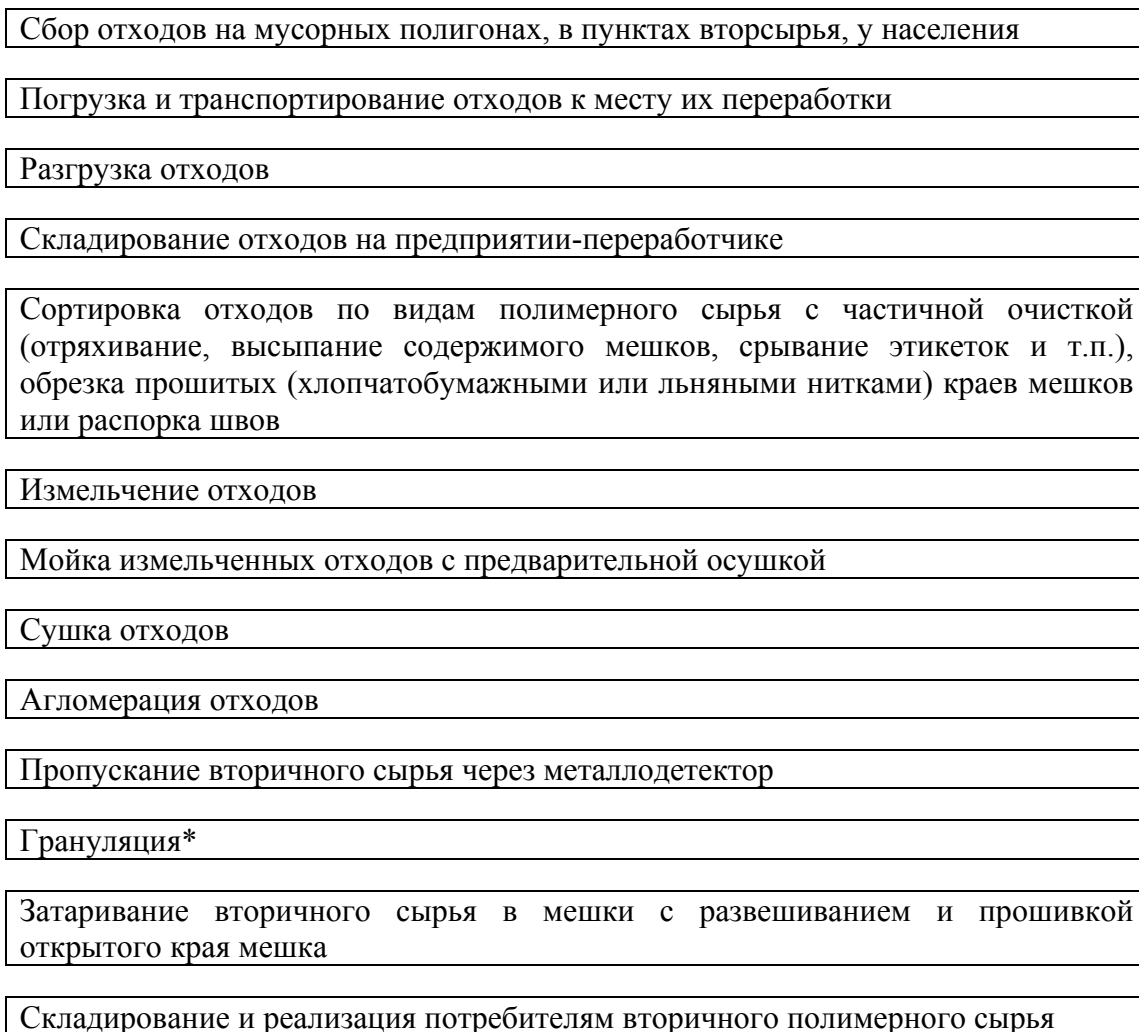 Сбор отходов на мусорных полигонах, в пунктах вторсырья, у населения
Погрузка и транспортирование отходов к месту их переработки
Разгрузка отходов
Складирование отходов на предприятии-переработчике
Сортировка отходов по видам полимерного сырья с частичной очисткой
(отряхивание, высыпание содержимого мешков, срывание этикеток и т.п.),
обрезка прошитых (хлопчатобумажными или льняными нитками) краев мешков
или распорка швов
Измельчение отходов
Мойка измельченных отходов с предварительной осушкой
Сушка отходов
Агломерация отходов
Пропускание вторичного сырья через металлодетектор
Грануляция*
Затаривание вторичного сырья в мешки с развешиванием и прошивкой
открытого края мешка
Складирование и реализация потребителям вторичного полимерного сырья